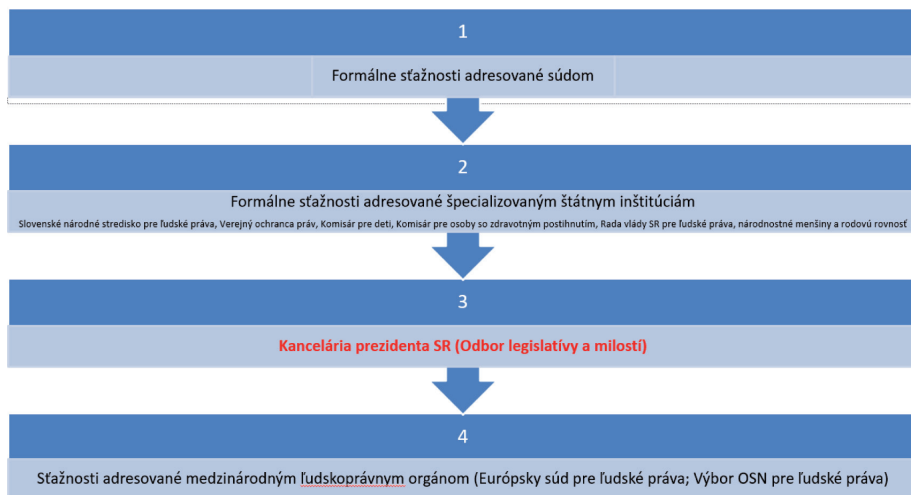 1
Formálne sťažnosti adresované súdom
2
Formálne sťažnosti adresované špecializovaným štátnym inštitúciám
Slovenské národné stredisko pre ľudské práva, Verejný ochranca práv, Komisár pre deti, Komisár pre osoby so zdravotným postihnutím, Rada vlády SR pre ľudské práva, národnostné menšiny a rodovú rovnosť
3
Kancelária prezidenta SR (Odbor legislatívy a milostí)
4
Sťažnosti adresované medzinárodným ľudskoprávnym orgánom (Európsky súd pre ľudské práva; Výbor OSN pre ľudské práva)